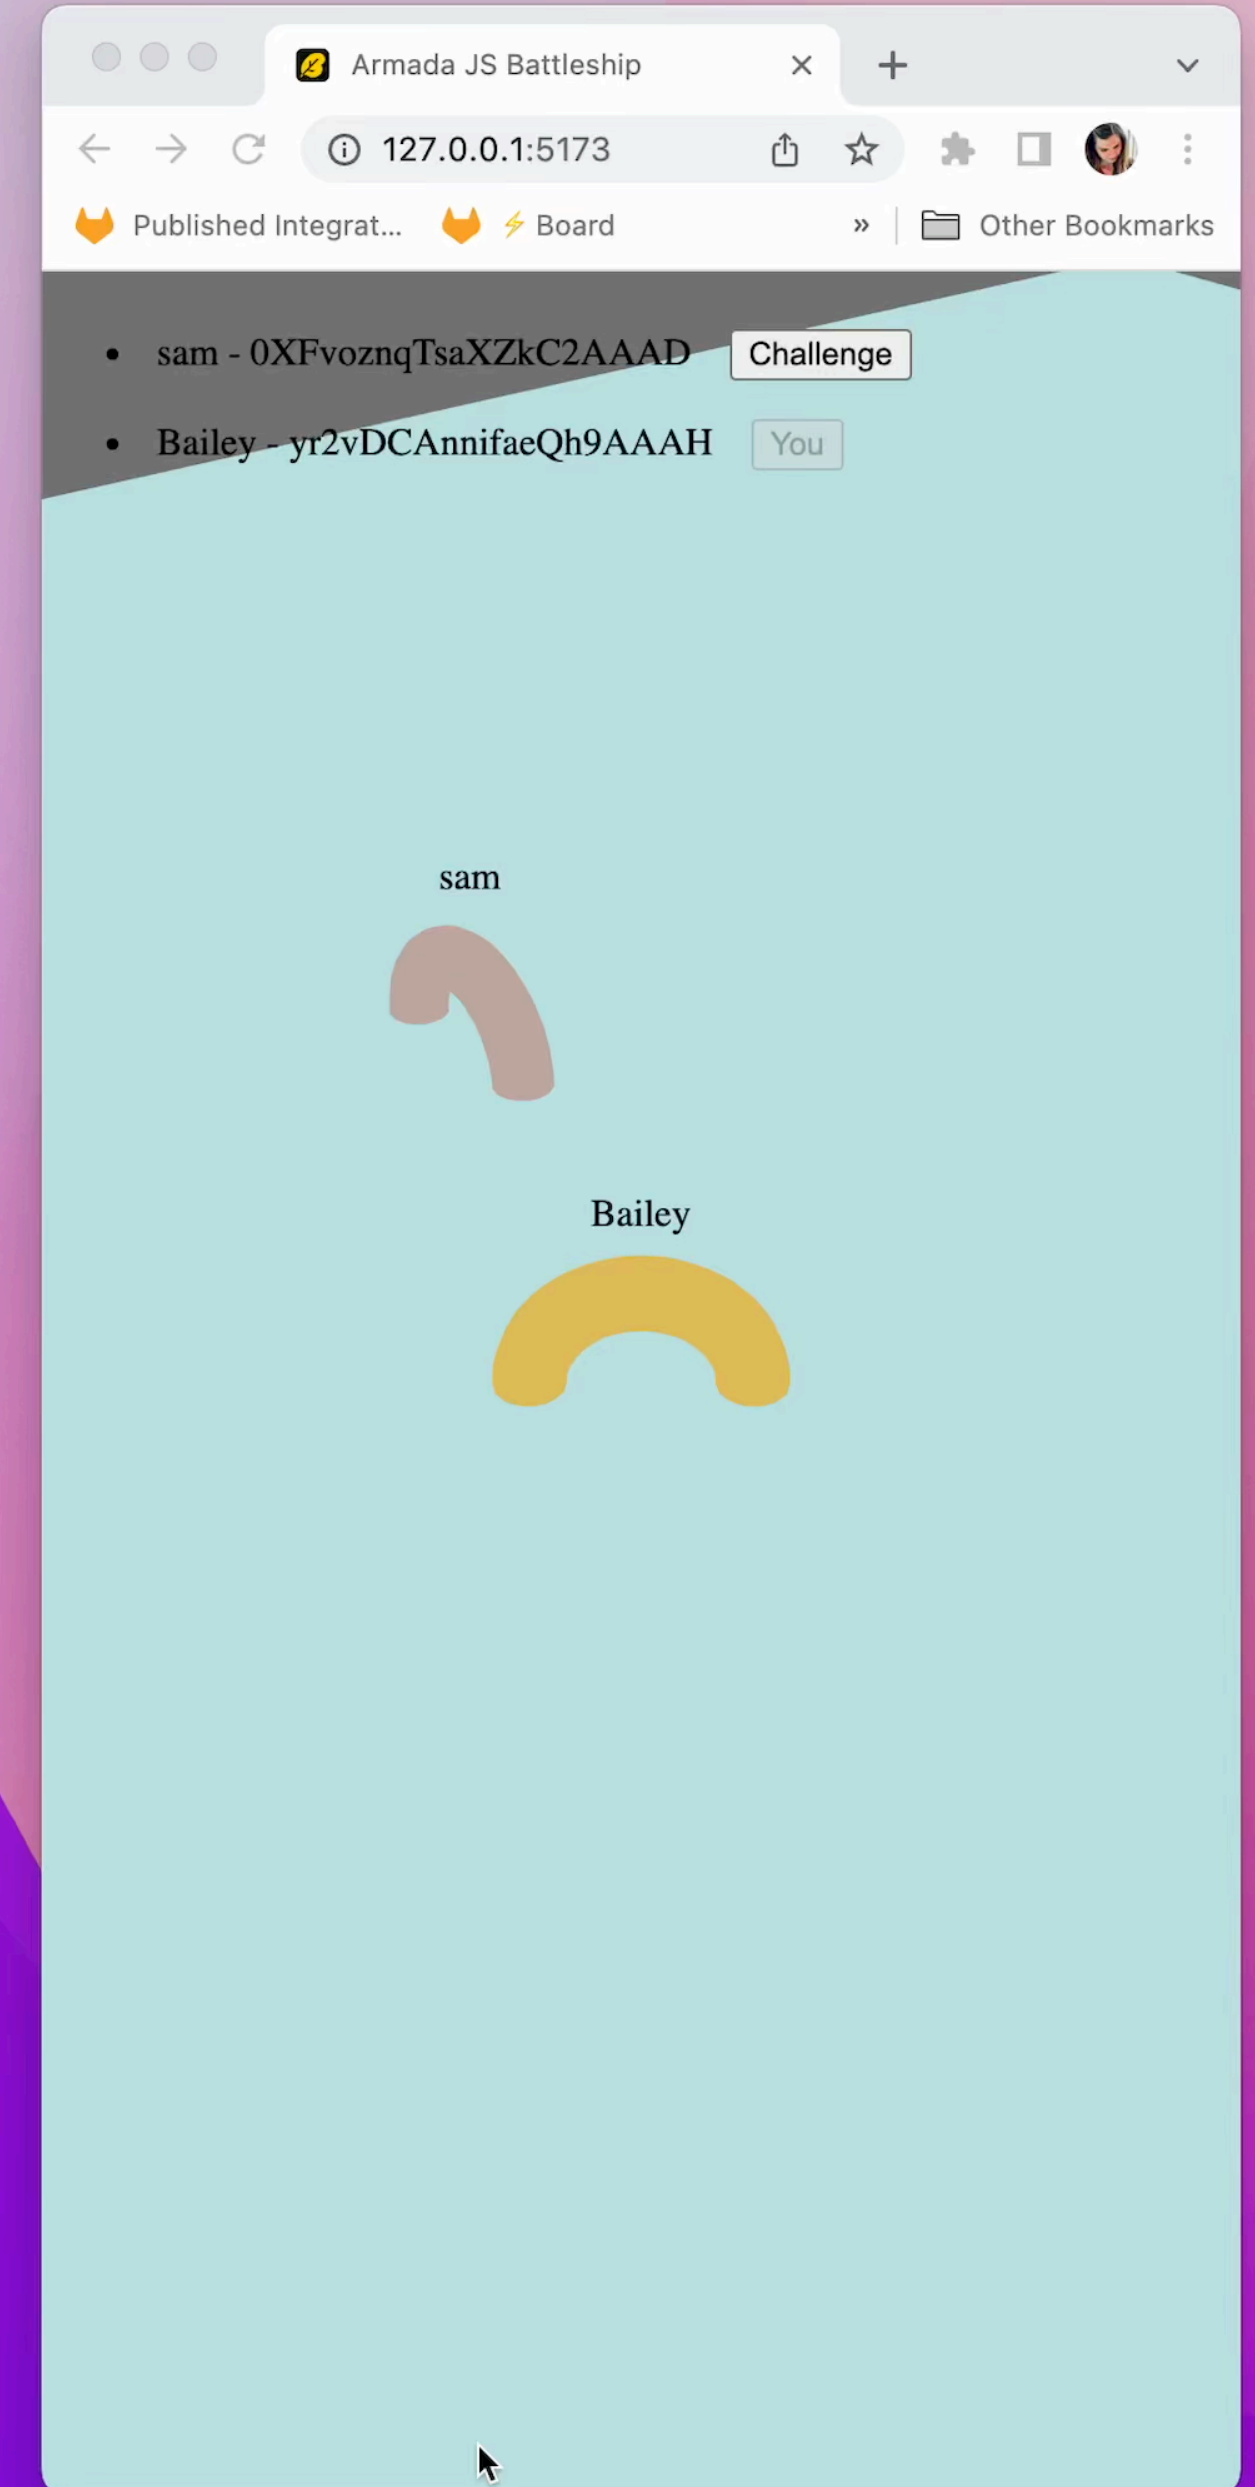 Armada JS Battleship
127.0.0.1:5173
Published Integrat... ⚡ Board » Other Bookmarks
• sam - 0XFvoznqTsaXZkC2AAAD Challenge
• Bailey - yr2vDCAnnifaeQh9AAAH You
sam
Bailey